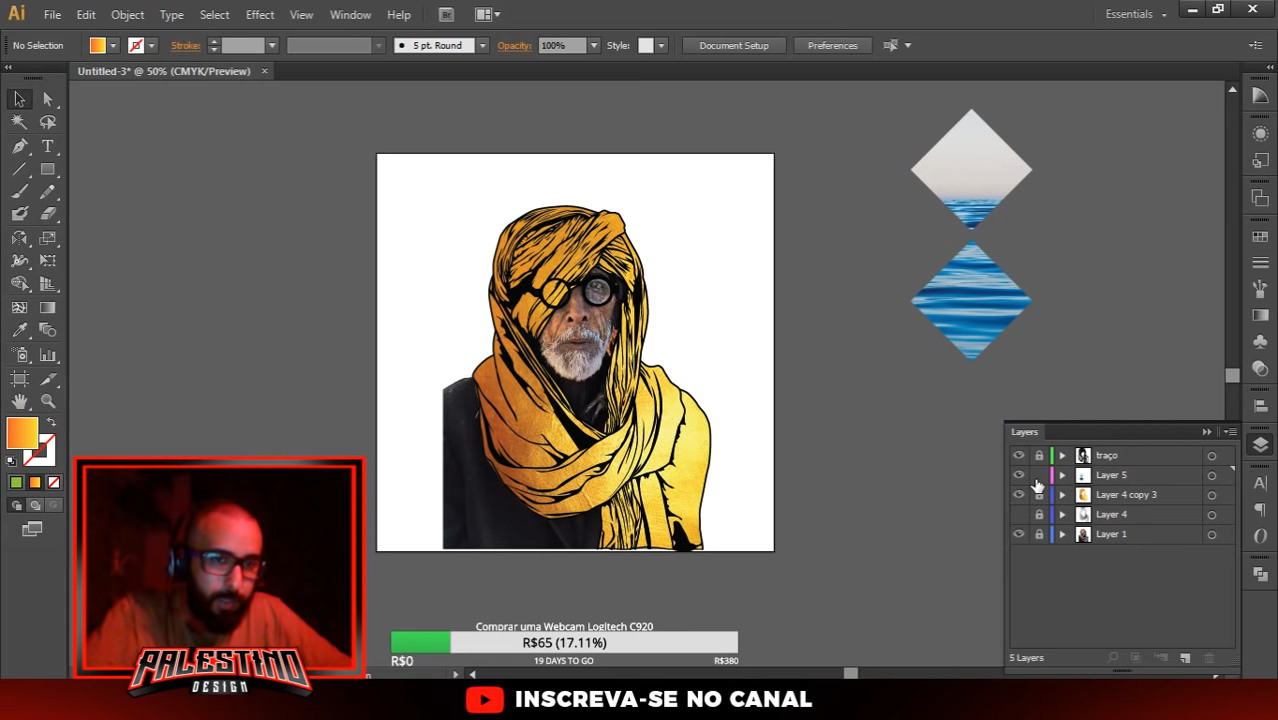 Ai File Edit Object Type Select Effect View Window Help Br Essentials
No Selection Stroke: 5 pt. Round Opacity: 100% Style: Document Setup Preferences
Untitled-3* @ 50% (CMYK/Preview) ×
Layers
traço
Layer 5
Layer 4 copy 3
Layer 4
Layer 1
5 Layers
Comprar uma Webcam Logitech C920
R$65 (17.11%)
R$0 19 DAYS TO GO R$380
PALESTINO
DESIGN
INSCREVA-SE NO CANAL